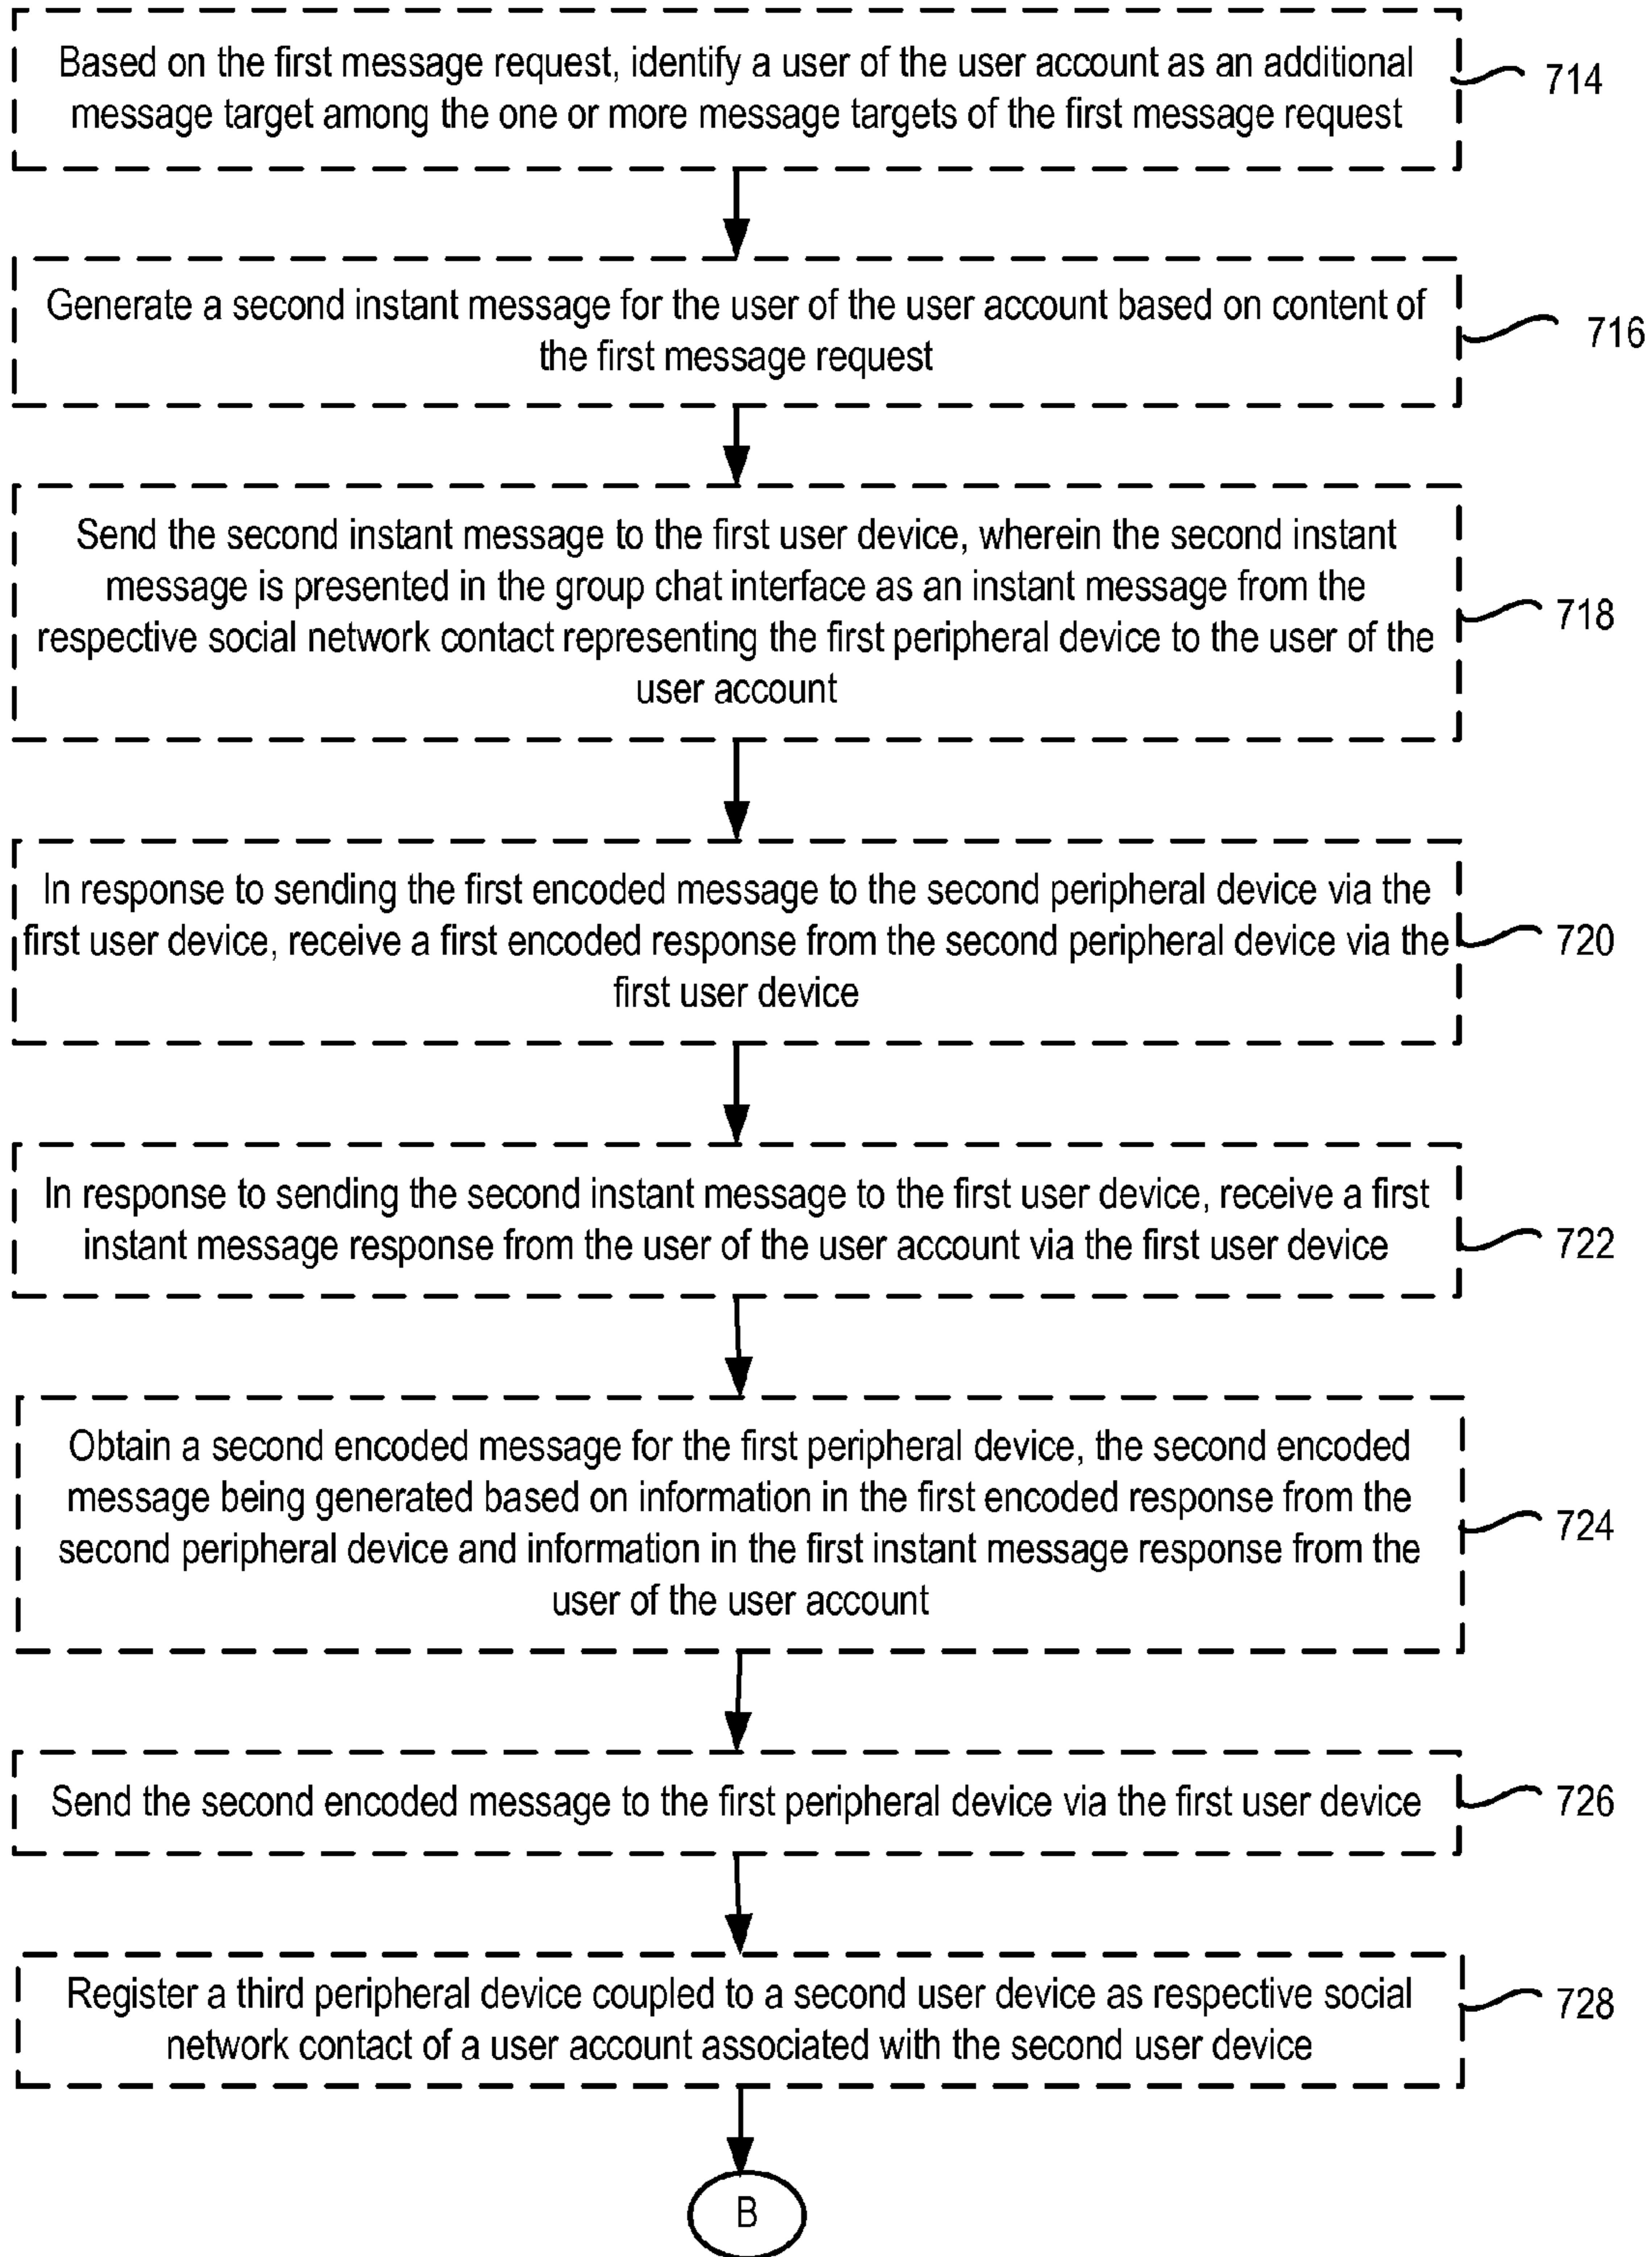 Based on the first message request, identify a user of the user account as an additional
message target among the one or more message targets of the first message request
714
Generate a second instant message for the user of the user account based on content of
the first message request
716
Send the second instant message to the first user device, wherein the second instant
message is presented in the group chat interface as an instant message from the
respective social network contact representing the first peripheral device to the user of the
user account
718
In response to sending the first encoded message to the second peripheral device via the
first user device, receive a first encoded response from the second peripheral device via the
first user device
720
In response to sending the second instant message to the first user device, receive a first
instant message response from the user of the user account via the first user device
722
Obtain a second encoded message for the first peripheral device, the second encoded
message being generated based on information in the first encoded response from the
second peripheral device and information in the first instant message response from the
user of the user account
724
Send the second encoded message to the first peripheral device via the first user device
726
Register a third peripheral device coupled to a second user device as respective social
network contact of a user account associated with the second user device
728
B